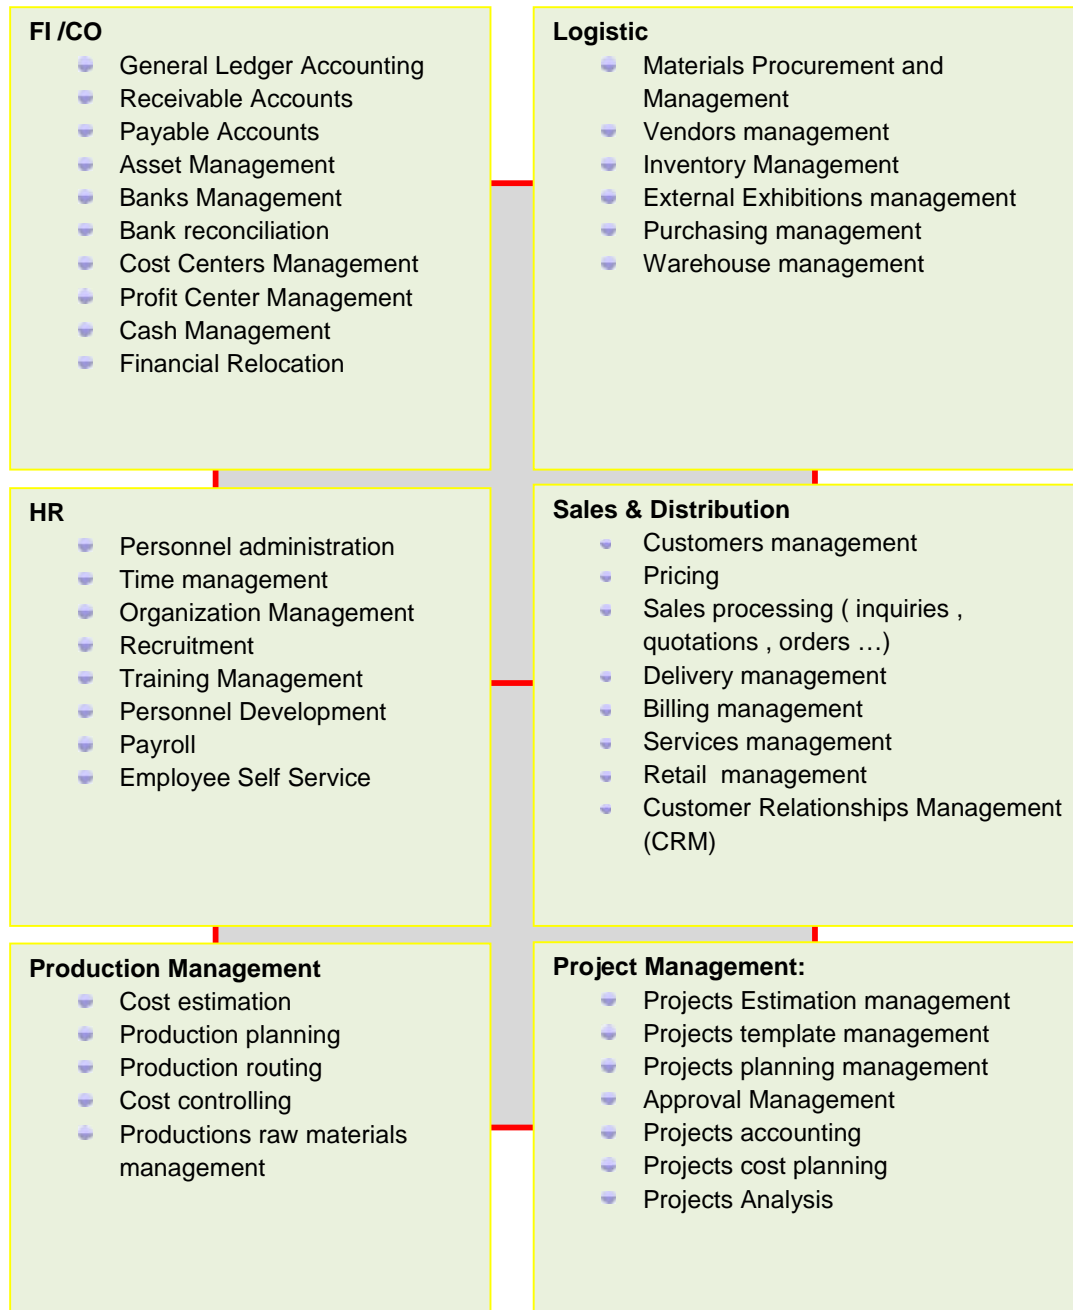 FI /CO
General Ledger Accounting
Receivable Accounts
Payable Accounts
Asset Management
Banks Management
Bank reconciliation
Cost Centers Management
Profit Center Management
Cash Management
Financial Relocation
Logistic
Materials Procurement and
Management
Vendors management
Inventory Management
External Exhibitions management
Purchasing management
Warehouse management
HR
Personnel administration
Time management
Organization Management
Recruitment
Training Management
Personnel Development
Payroll
Employee Self Service
Sales & Distribution
Customers management
Pricing
Sales processing ( inquiries ,
quotations , orders …)
Delivery management
Billing management
Services management
Retail  management
Customer Relationships Management
(CRM)
Production Management
Cost estimation
Production planning
Production routing
Cost controlling
Productions raw materials
management
Project Management:
Projects Estimation management
Projects template management
Projects planning management
Approval Management
Projects accounting
Projects cost planning
Projects Analysis